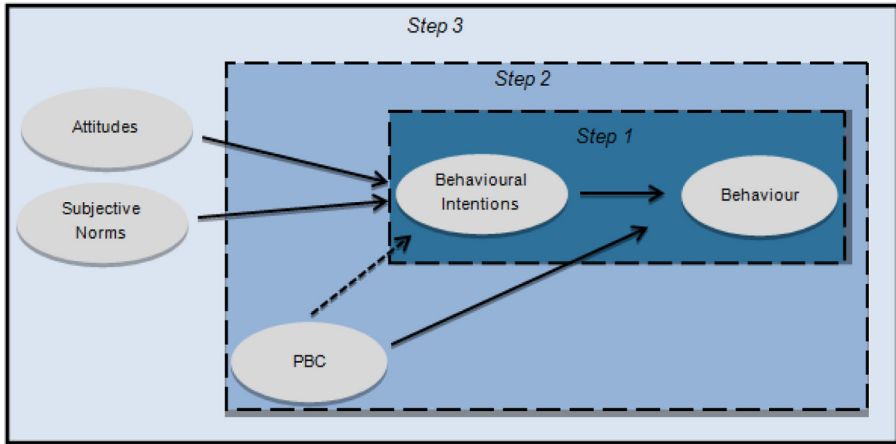 Step 3
Step 2
Attitudes
Step 1
Behavioural
Intentions
Behaviour
Subjective
Norms
PBC